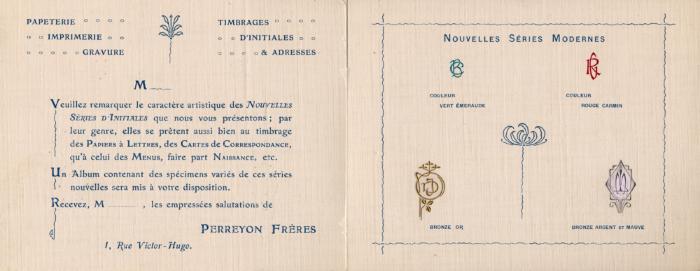 PAPETERIE
IMPRIMERIE
GRAVURE
TIMBRAGES
D'INITIALES
& ADRESSES
M
Veuillez remarquer le caractère artistique des NOUVELLES
SÉRIES D'INITIALES que nous vous présentons ; par
leur genre, elles se prêtent aussi bien au timbrage
des PAPIERS À LETTRES, des CARTES DE CORRESPONDANCE,
qu'à celui des MENUS, faire part NAISSANCE, etc.
Un Album contenant des spécimens variés de ces séries
nouvelles sera mis à votre disposition.
Recevez, M , les empressées salutations de
PERREYON FRÈRES
1, Rue Victor-Hugo.
NOUVELLES SÉRIES MODERNES
COULEUR
VERT ÉMERAUDE
COULEUR
ROUGE CARMIN
BRONZE OR
BRONZE ARGENT ET MAUVE